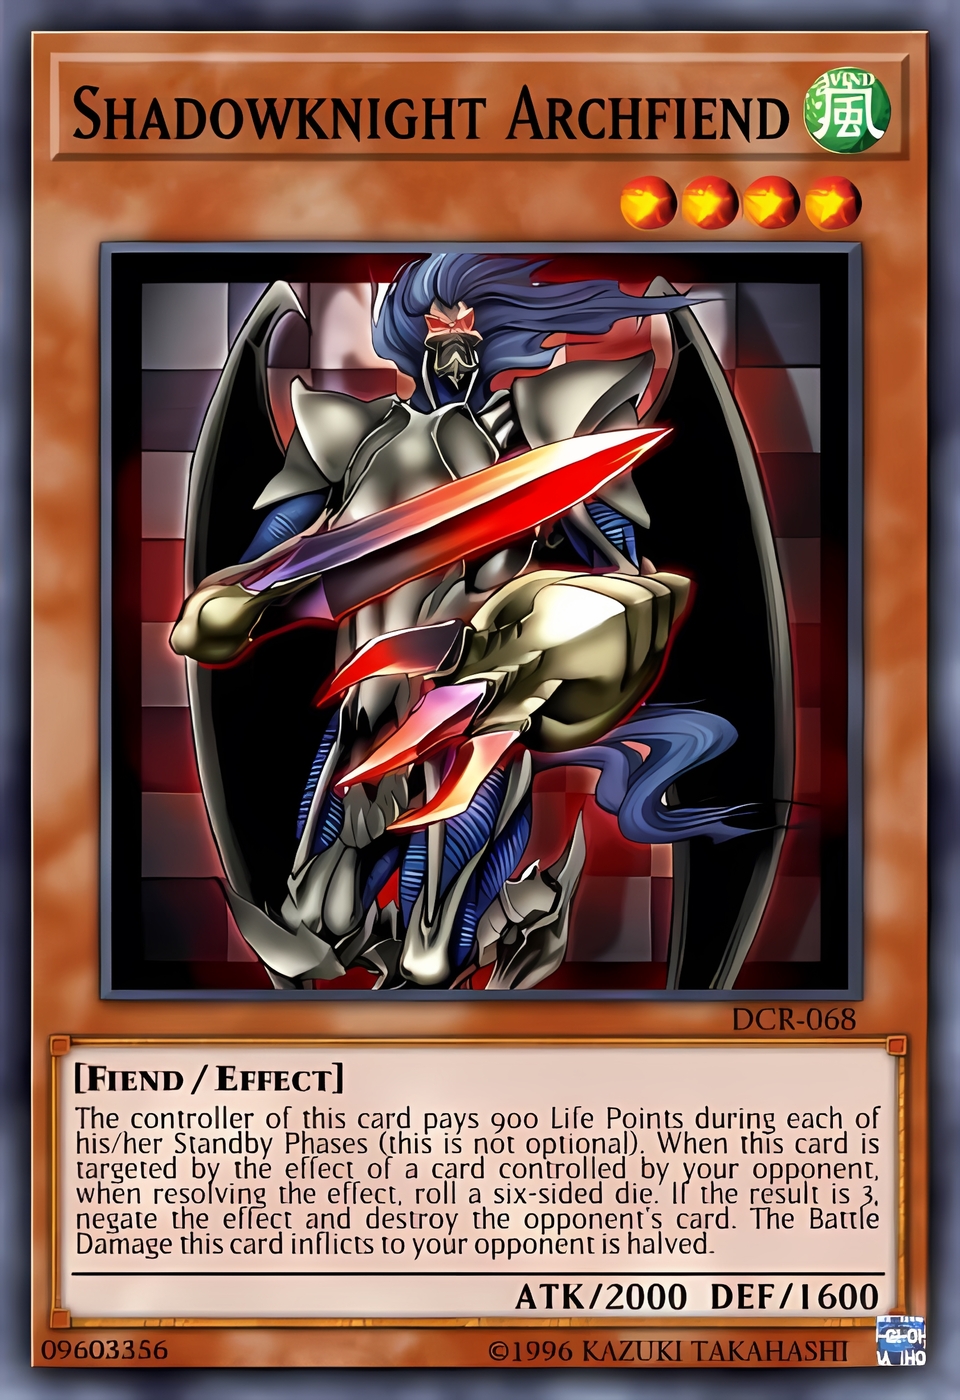 Shadowknight Archfiend
風
DCR-068
[Fiend / Effect]
The controller of this card pays 900 Life Points during each of
his/her Standby Phases (this is not optional). When this card is
targeted by the effect of a card controlled by your opponent,
when resolving the effect, roll a six-sided die. If the result is 3,
negate the effect and destroy the opponent's card. The Battle
Damage this card inflicts to your opponent is halved.
ATK/2000 DEF/1600
09603356
©1996 KAZUKI TAKAHASHI